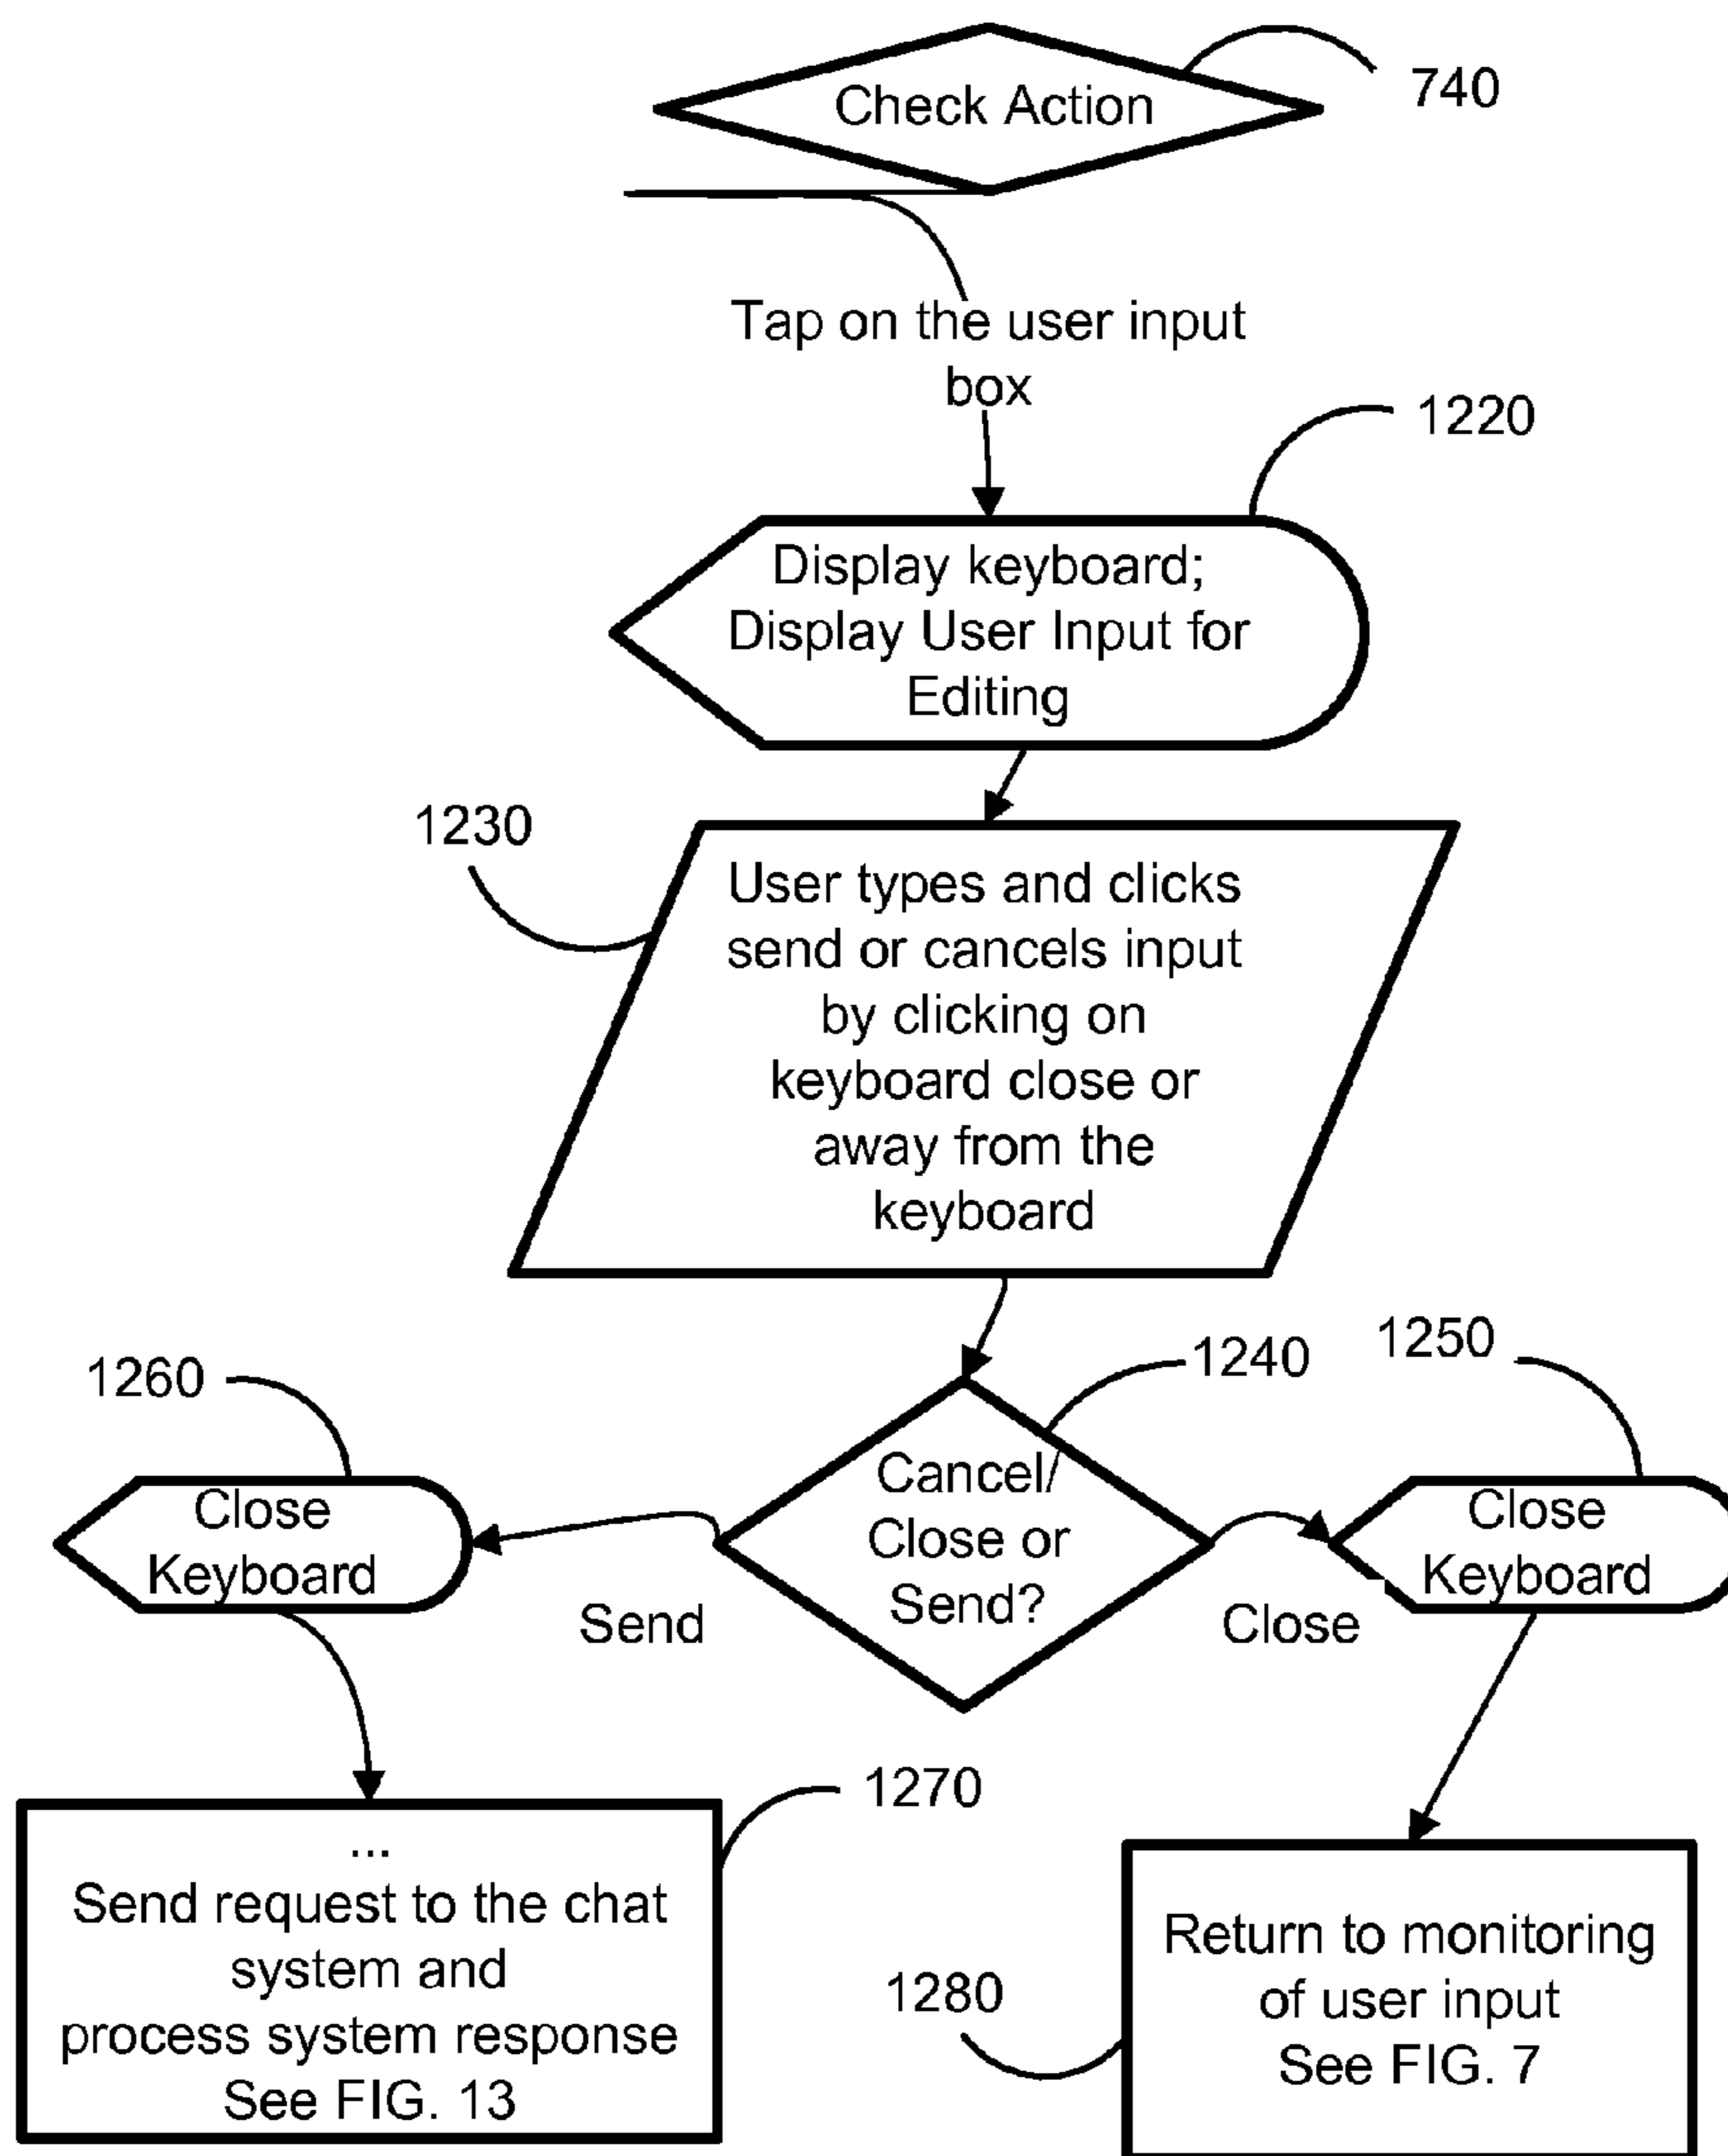 Check Action
740
Tap on the user input
box
1220
Display keyboard;
Display User Input for
Editing
1230
User types and clicks
send or cancels input
by clicking on
keyboard close or
away from the
keyboard
1240
1250
1260
Cancel/
Close or
Send?
Close
Keyboard
Close
Keyboard
Send
Close
1270
...
Send request to the chat
system and
process system response
See FIG. 13
1280
Return to monitoring
of user input
See FIG. 7